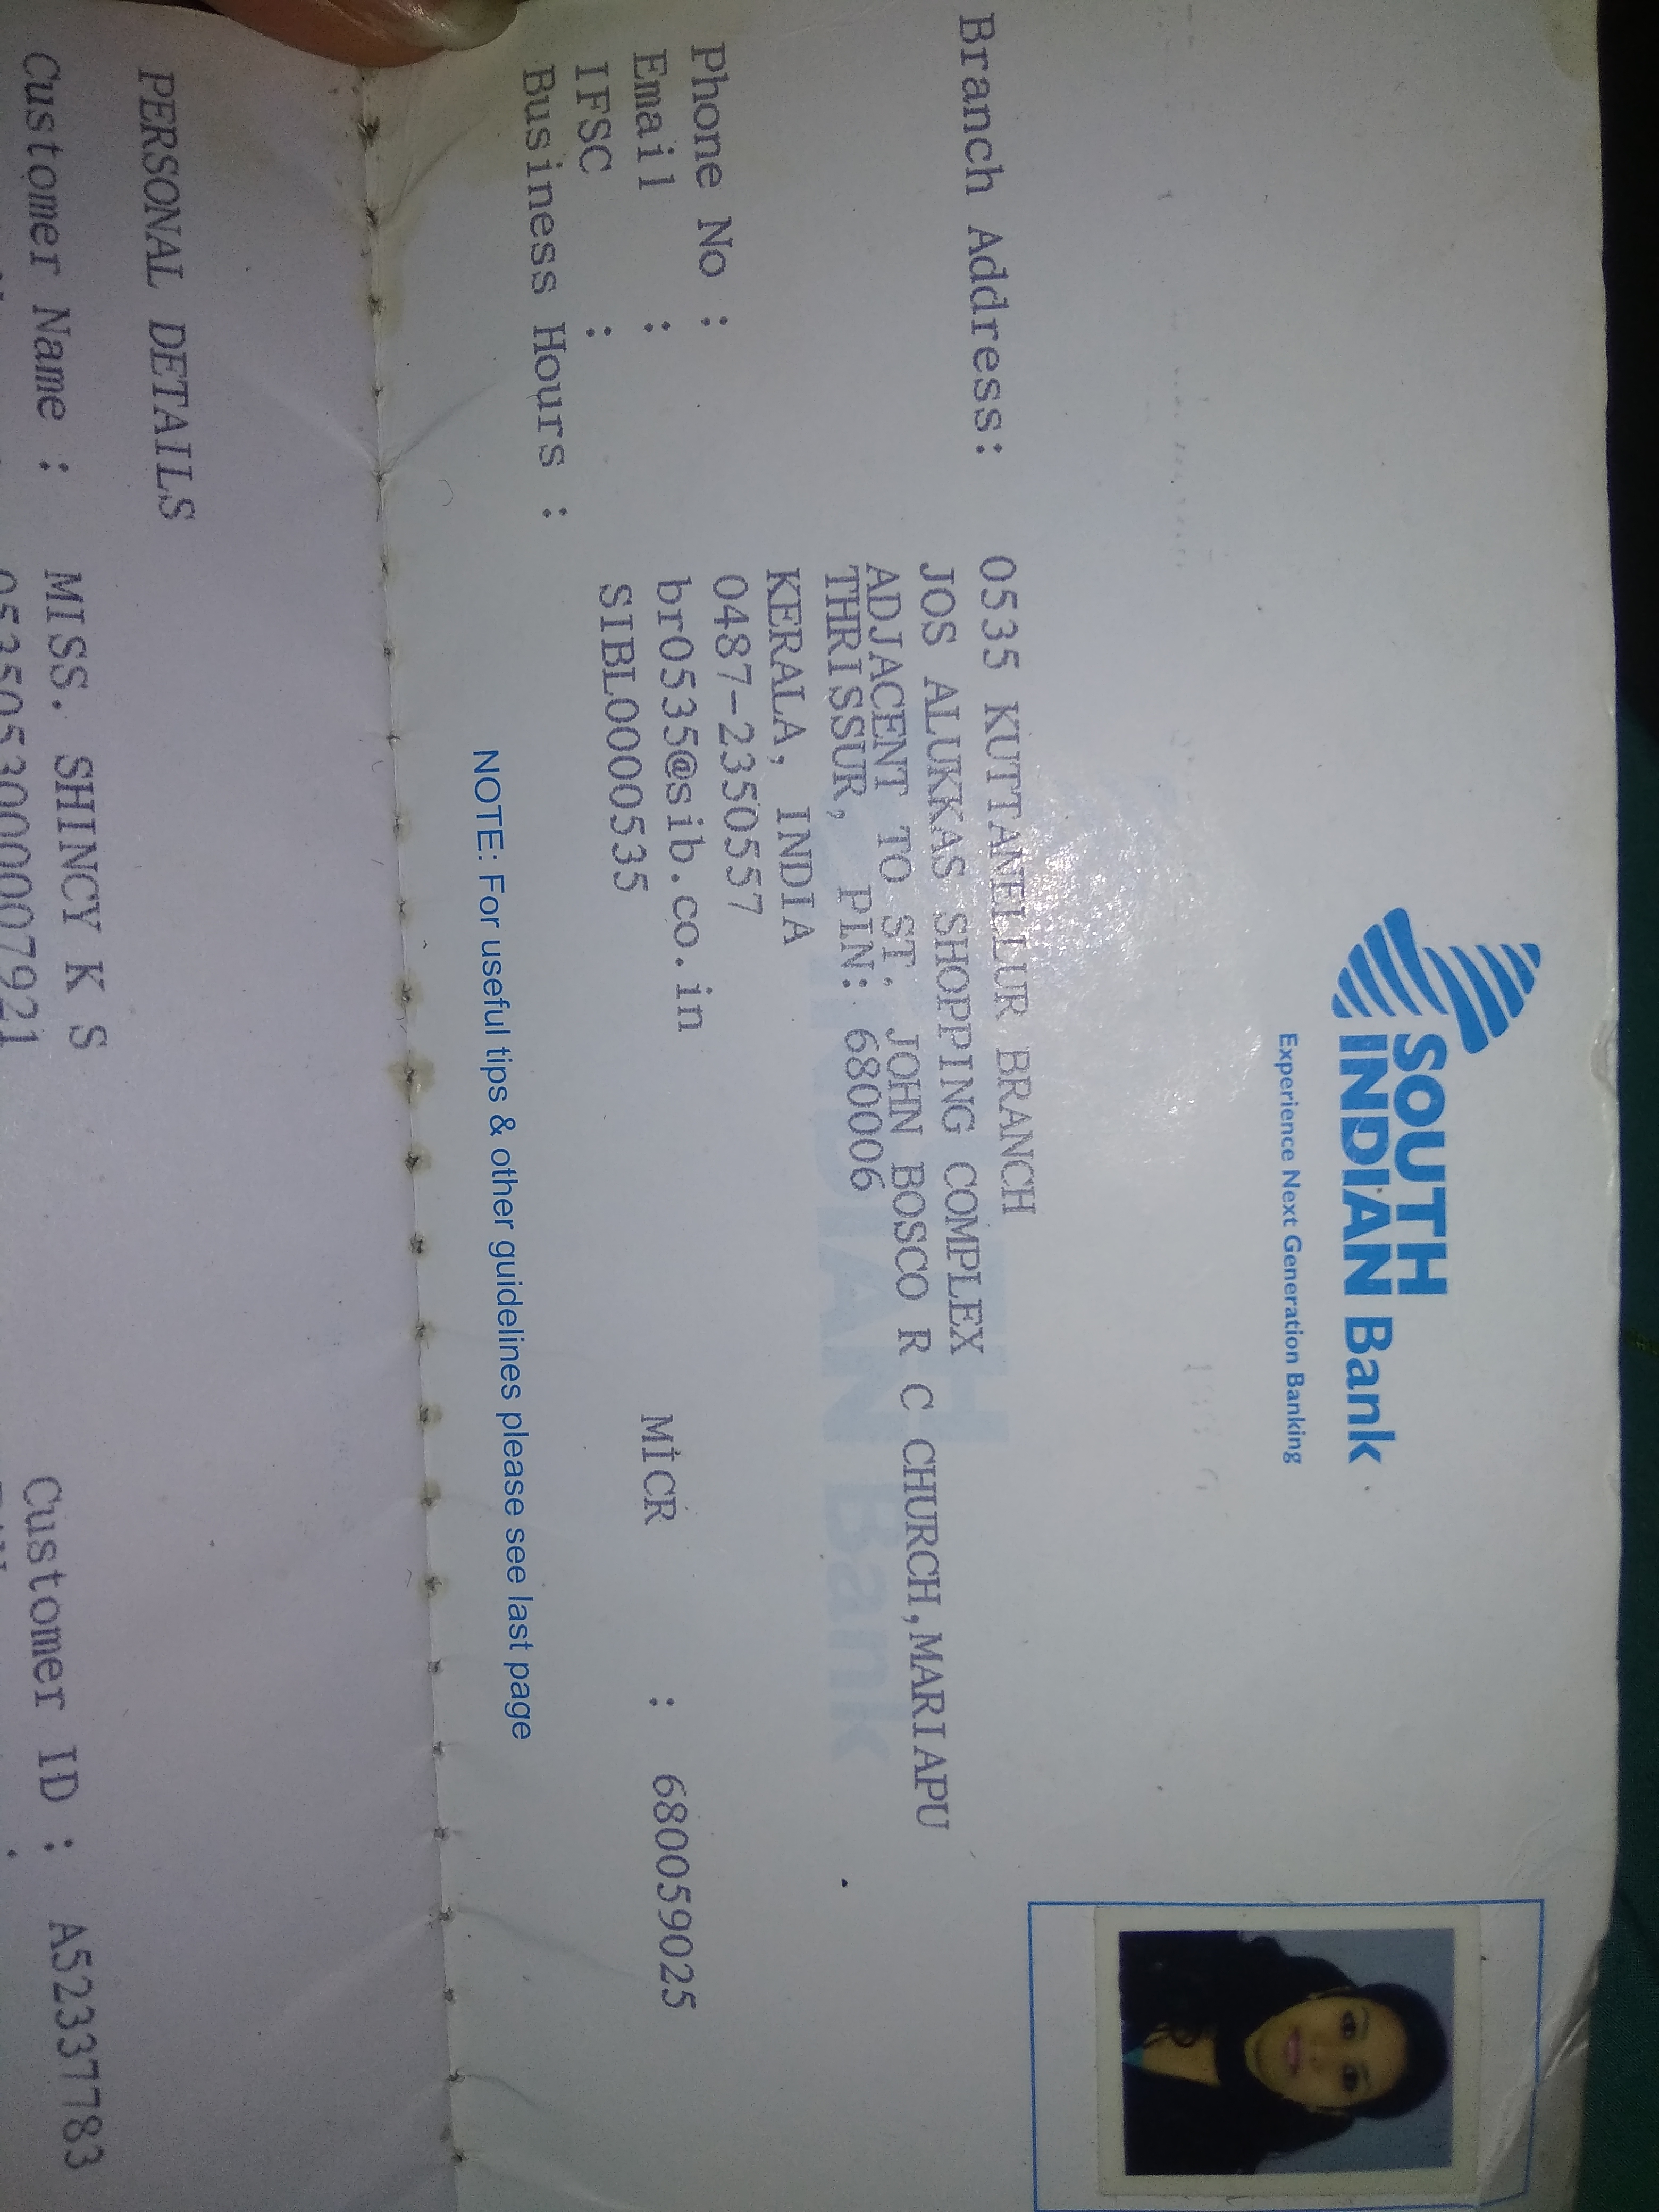 SOUTH
INDIAN Bank
Experience Next Generation Banking
Branch Address: 0535 KUTTANELLUR BRANCH
JOS ALUKKAS SHOPPING COMPLEX
ADJACENT TO ST. JOHN BOSCO R C CHURCH,MARIAPU
THRISSUR, PIN: 680006
KERALA, INDIA
Phone No : 0487-2350557
Email : br0535@sib.co.in
IFSC : SIBL0000535 MICR : 680059025
Business Hours :
NOTE: For useful tips & other guidelines please see last page
PERSONAL DETAILS
Customer Name : MISS. SHINCY K S Customer ID : A52337783